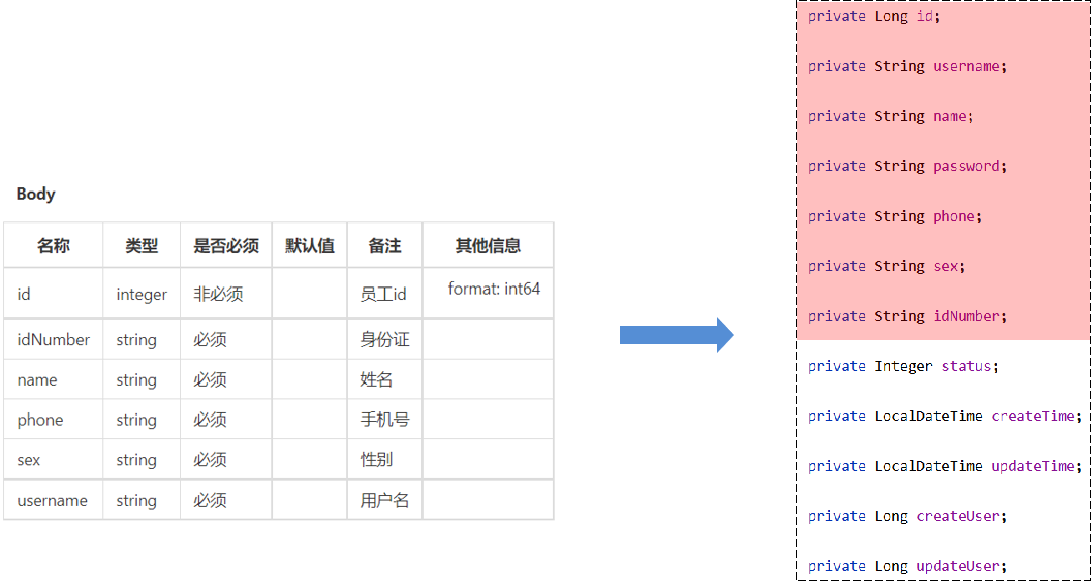 Body
名称 类型 是否必须 默认值 备注 其他信息
id integer 非必须 员工id format: int64
idNumber string 必须 身份证
name string 必须 姓名
phone string 必须 手机号
sex string 必须 性别
username string 必须 用户名
private Long id;
private String username;
private String name;
private String password;
private String phone;
private String sex;
private String idNumber;
private Integer status;
private LocalDateTime createTime;
private LocalDateTime updateTime;
private Long createUser;
private Long updateUser;